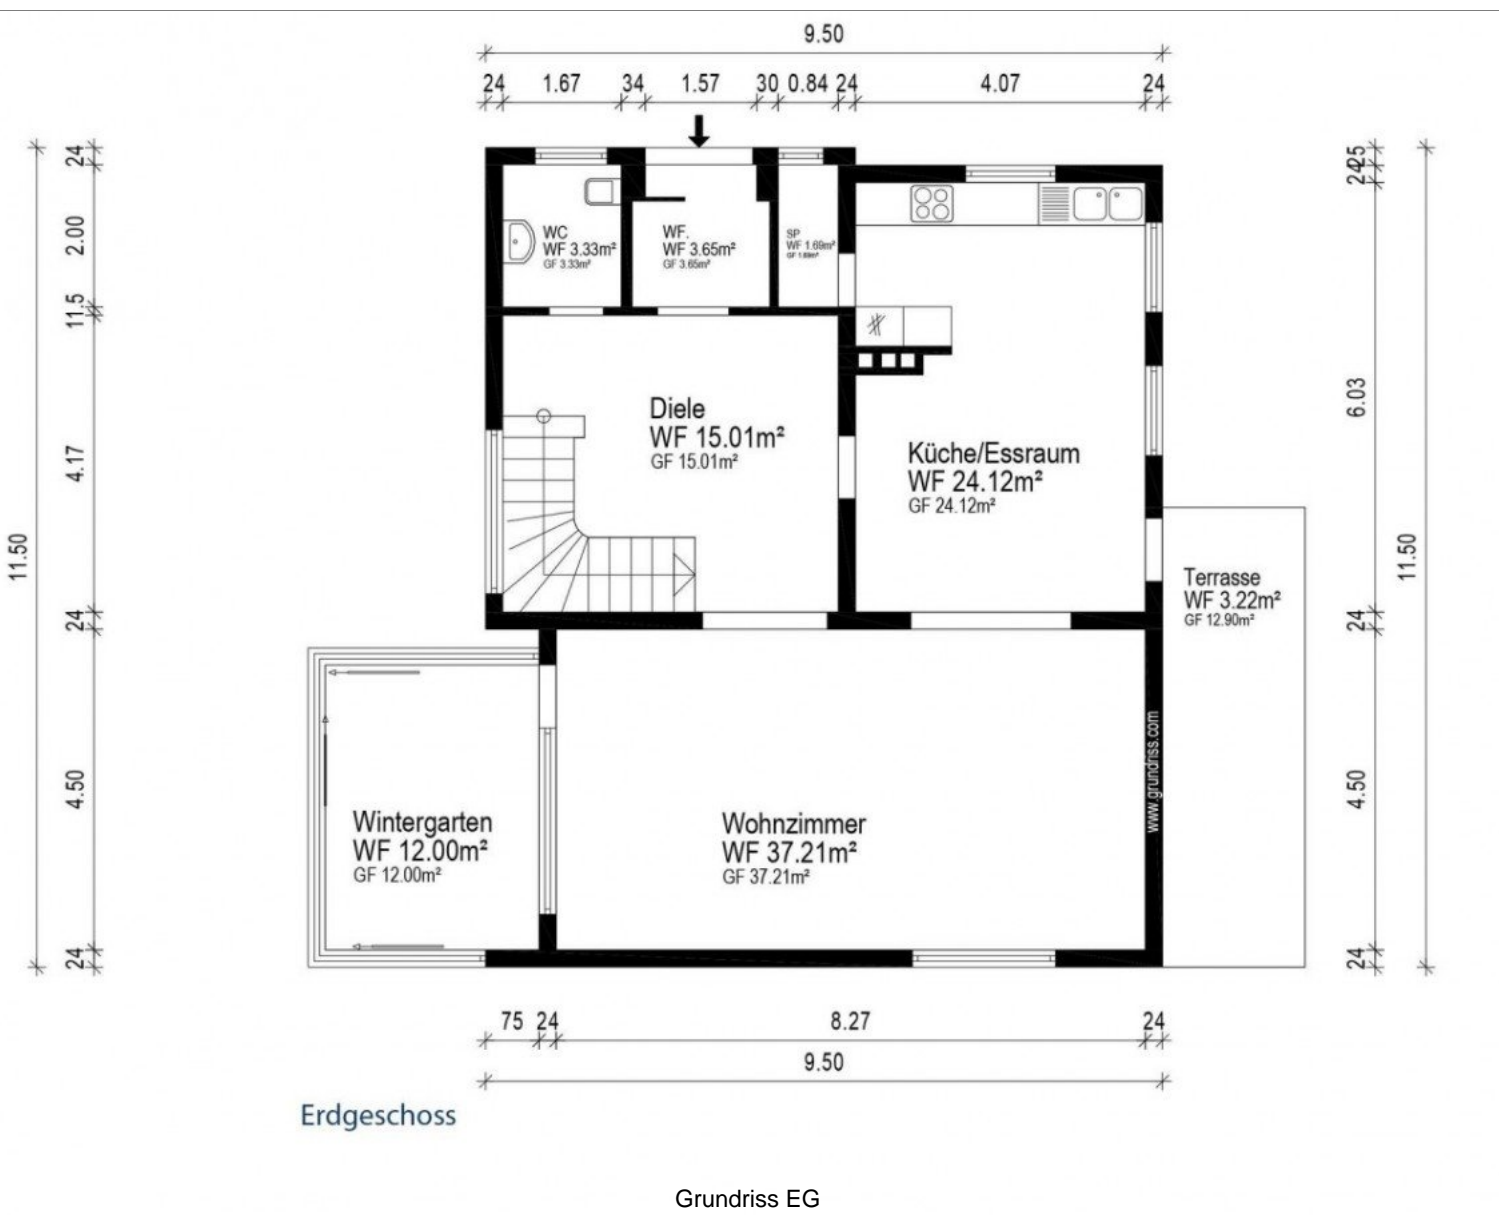 9.50
24 1.67 34 1.57 30 0.84 24 4.07 24
24
2.00
11.5
4.17
24
4.50
24
11.50
24
6.03
24
4.50
24
11.50
WC
WF 3.33m²
GF 3.33m²
WF.
WF 3.65m²
GF 3.65m²
SP
WF 1.69m²
GF 1.69m²
Diele
WF 15.01m²
GF 15.01m²
Küche/Essraum
WF 24.12m²
GF 24.12m²
Terrasse
WF 3.22m²
GF 12.90m²
Wintergarten
WF 12.00m²
GF 12.00m²
Wohnzimmer
WF 37.21m²
GF 37.21m²
www.grundriss.com
75 24 8.27 24
9.50
Erdgeschoss
Grundriss EG